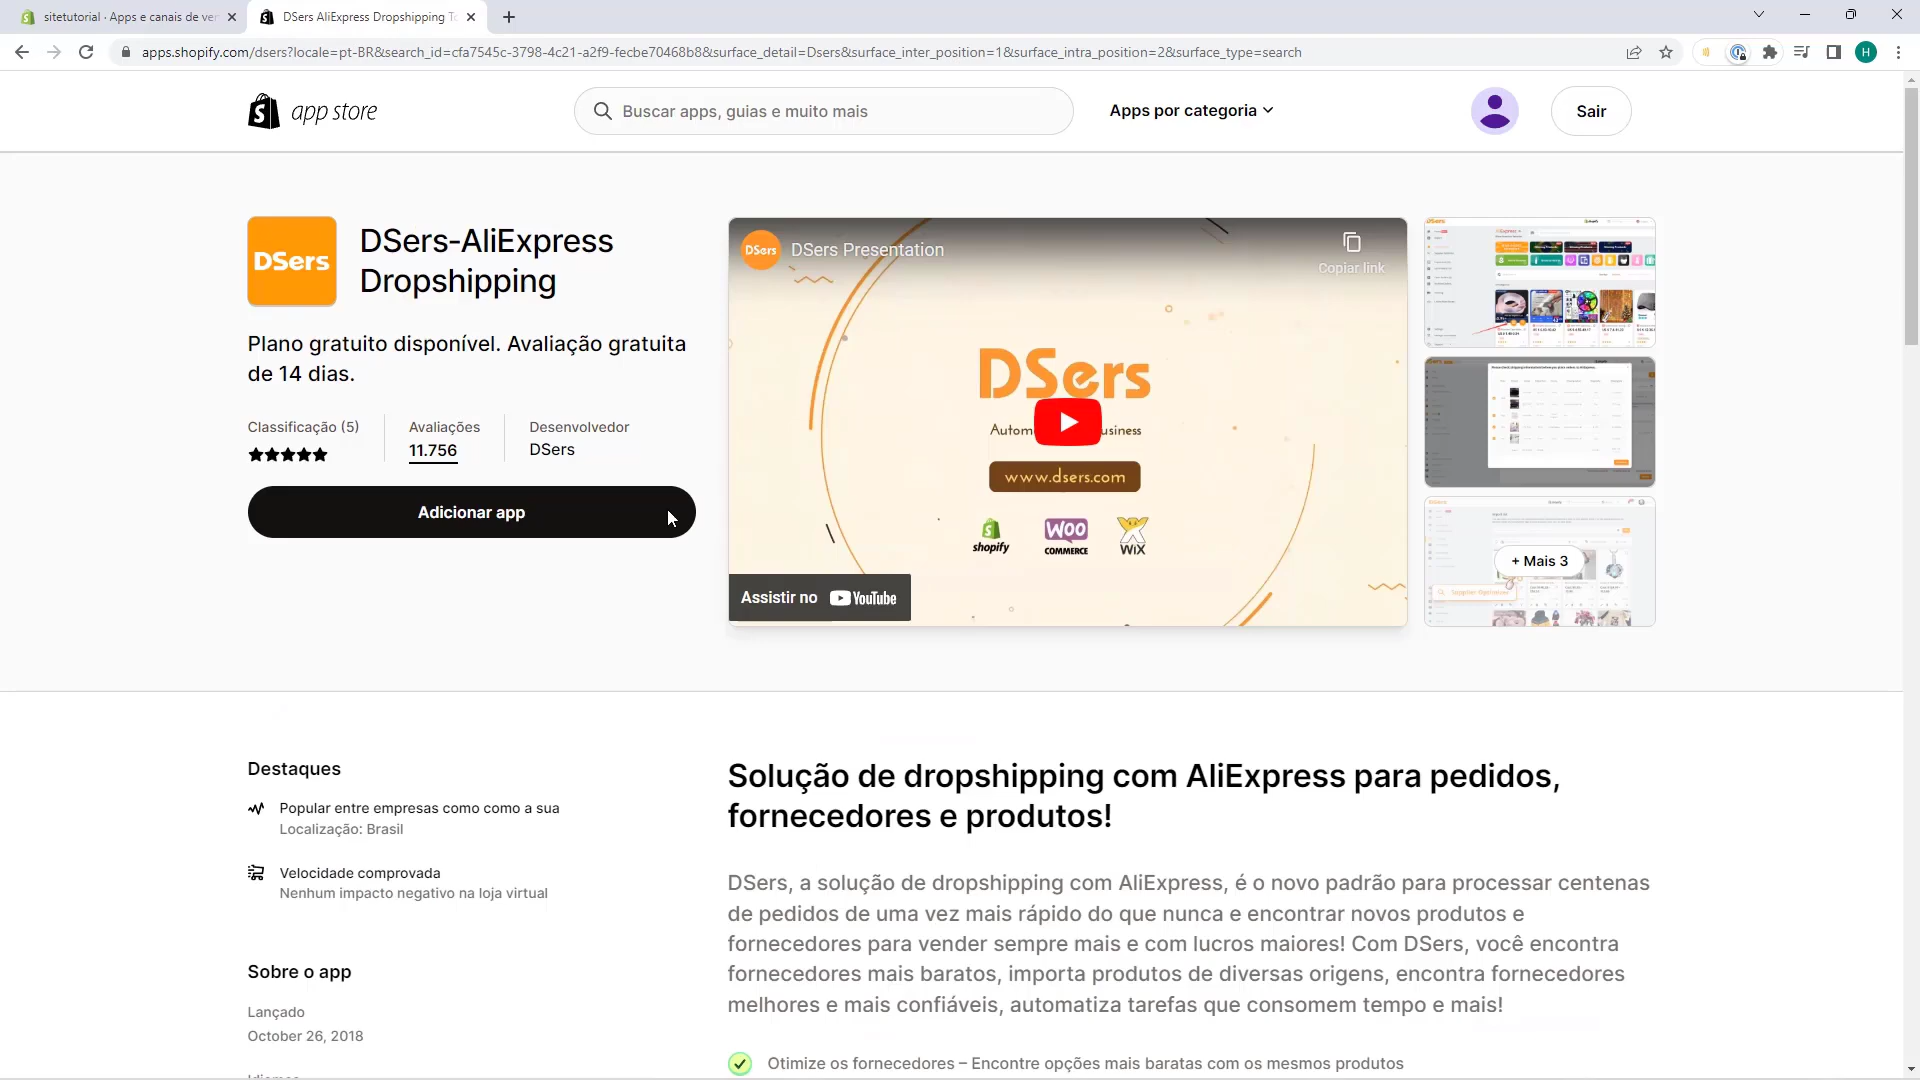 sitetutorial · Apps e canais de ver
DSers AliExpress Dropshipping To
apps.shopify.com/dsers?locale=pt-BR&search_id=cfa7545c-3798-4c21-a2f9-fecbe70468b8&surface_detail=Dsers&surface_inter_position=1&surface_intra_position=2&surface_type=search
H
app store
Buscar apps, guias e muito mais
Apps por categoria
Sair
DSers
DSers-AliExpress
Dropshipping
Plano gratuito disponível. Avaliação gratuita
de 14 dias.
Classificação (5)
Avaliações
11.756
Desenvolvedor
DSers
Adicionar app
DSers
DSers Presentation
Copiar link
DSers
www.dsers.com
shopify
WOO
COMMERCE
WiX
Assistir no YouTube
+ Mais 3
Destaques
Popular entre empresas como como a sua
Localização: Brasil
Velocidade comprovada
Nenhum impacto negativo na loja virtual
Sobre o app
Lançado
October 26, 2018
Solução de dropshipping com AliExpress para pedidos,
fornecedores e produtos!
DSers, a solução de dropshipping com AliExpress, é o novo padrão para processar centenas
de pedidos de uma vez mais rápido do que nunca e encontrar novos produtos e
fornecedores para vender sempre mais e com lucros maiores! Com DSers, você encontra
fornecedores mais baratos, importa produtos de diversas origens, encontra fornecedores
melhores e mais confiáveis, automatiza tarefas que consomem tempo e mais!
Otimize os fornecedores – Encontre opções mais baratas com os mesmos produtos